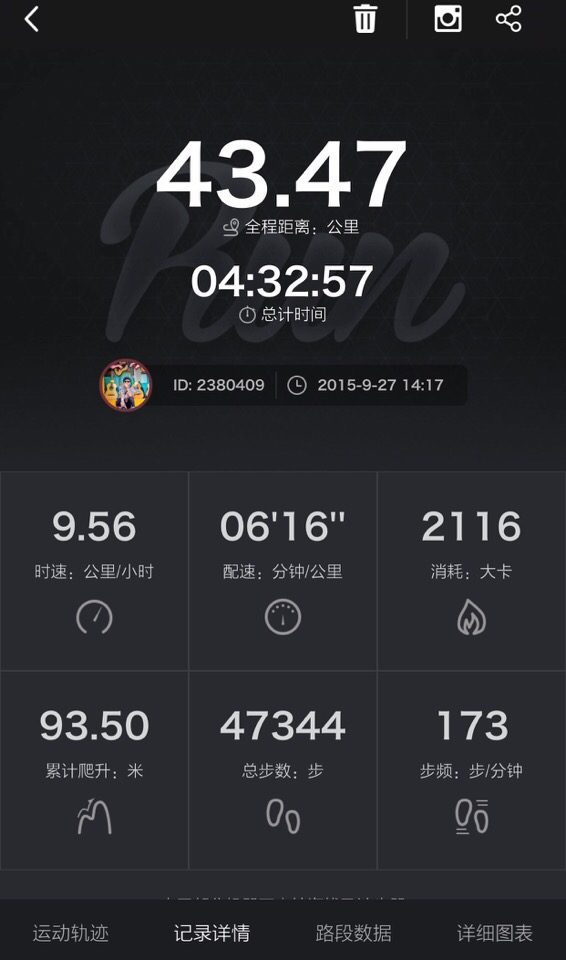 Run
43.47
全程距离：公里
04:32:57
总计时间
ID: 2380409 2015-9-27 14:17
9.56 06'16'' 2116
时速：公里/小时 配速：分钟/公里 消耗：大卡
93.50 47344 173
累计爬升：米 总步数：步 步频：步/分钟
运动轨迹 记录详情 路段数据 详细图表